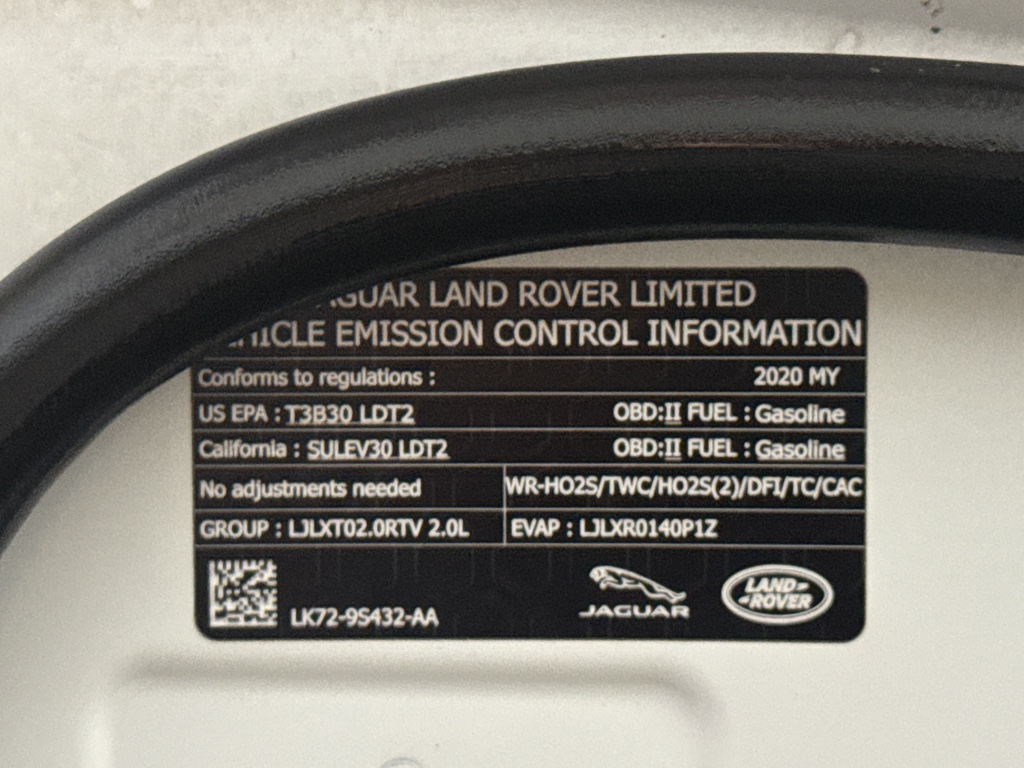 JAGUAR LAND ROVER LIMITED
VEHICLE EMISSION CONTROL INFORMATION
Conforms to regulations : 2020 MY
US EPA : T3B30 LDT2 OBD:II FUEL : Gasoline
California : SULEV30 LDT2 OBD:II FUEL : Gasoline
No adjustments needed WR-HO2S/TWC/HO2S(2)/DFI/TC/CAC
GROUP : LJLXT02.0RTV 2.0L EVAP : LJLXR0140P1Z
LK72-9S432-AA
JAGUAR
LAND-
-ROVER